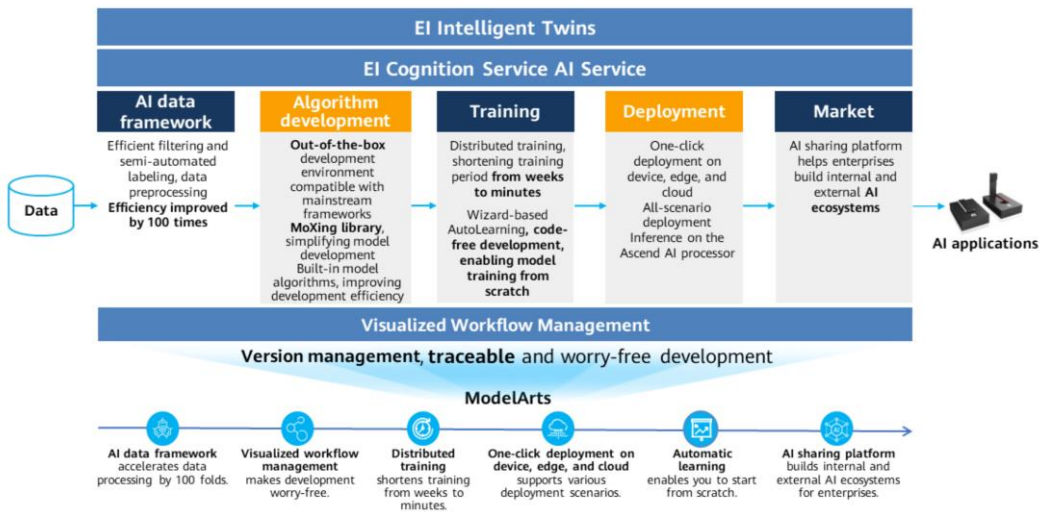 EI Intelligent Twins
EI Cognition Service AI Service
AI data
framework
Efficient filtering and
semi-automated
labeling, data
preprocessing
Efficiency improved
by 100 times
Algorithm
development
Out-of-the-box
development
environment
compatible with
mainstream
frameworks
MoXing library,
simplifying model
development
Built-in model
algorithms, improving
development efficiency
Training
Distributed training,
shortening training
period from weeks
to minutes
Wizard-based
AutoLearning, code-
free development,
enabling model
training from
scratch
Deployment
One-click
deployment on
device, edge, and
cloud
All-scenario
deployment
Inference on the
Ascend AI processor
Market
AI sharing platform
helps enterprises
build internal and
external AI
ecosystems
Data
AI applications
Visualized Workflow Management
Version management, traceable and worry-free development
ModelArts
AI data framework
accelerates data
processing by 100 folds.
Visualized workflow
management
makes development
worry-free.
Distributed
training
shortens training
from weeks to
minutes.
One-click deployment on
device, edge, and cloud
supports various
deployment scenarios.
Automatic
learning
enables you to start
from scratch.
AI
AI sharing platform
builds internal and
external AI ecosystems
for enterprises.